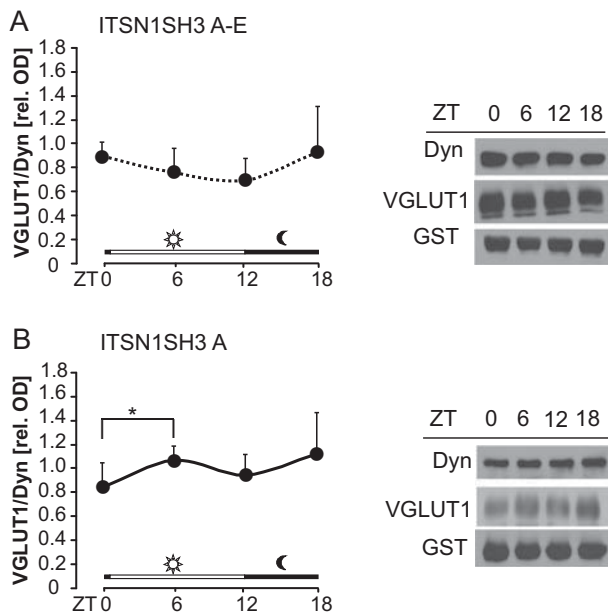 A
ITSN1SH3 A-E
VGLUT1/Dyn [rel. OD]
1.8
1.6
1.4
1.2
1.0
0.8
0.6
0.4
0.2
0
ZT 0 6 12 18
ZT 0 6 12 18
Dyn
VGLUT1
GST
B
ITSN1SH3 A
VGLUT1/Dyn [rel. OD]
1.8
1.6
1.4
1.2
1.0
0.8
0.6
0.4
0.2
0
*
ZT 0 6 12 18
ZT 0 6 12 18
Dyn
VGLUT1
GST